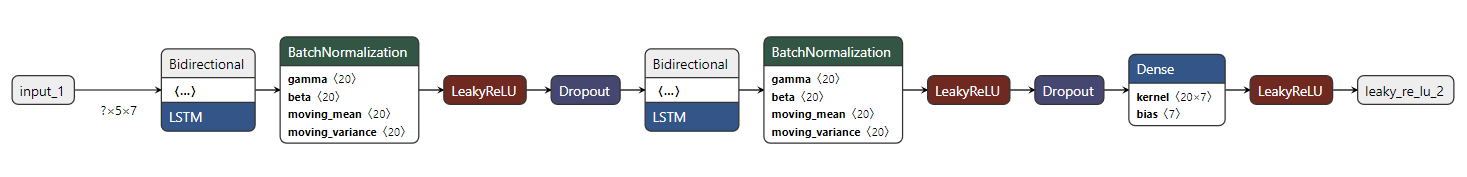 input_1
?×5×7
Bidirectional
⟨…⟩
LSTM
BatchNormalization
gamma ⟨20⟩
beta ⟨20⟩
moving_mean ⟨20⟩
moving_variance ⟨20⟩
LeakyReLU
Dropout
Bidirectional
⟨…⟩
LSTM
BatchNormalization
gamma ⟨20⟩
beta ⟨20⟩
moving_mean ⟨20⟩
moving_variance ⟨20⟩
LeakyReLU
Dropout
Dense
kernel ⟨20×7⟩
bias ⟨7⟩
LeakyReLU
leaky_re_lu_2